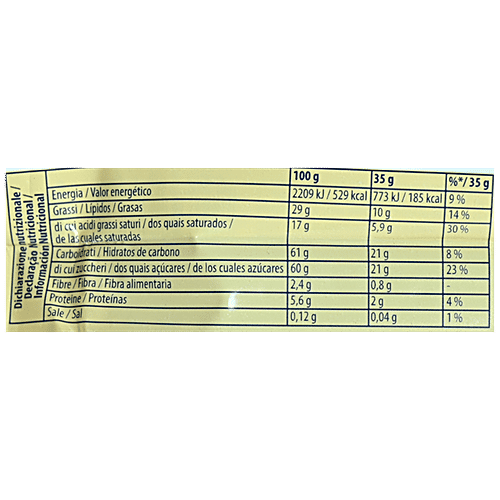 Dichiarazione nutrizionale /
Declaração Nutricional /
Información Nutricional
100 g 35 g %*/ 35 g
Energia / Valor energético 2209 kJ / 529 kcal 773 kJ / 185 kcal 9 %
Grassi / Lípidos / Grasas 29 g 10 g 14 %
di cui acidi grassi saturi / dos quais saturados / 17 g 5,9 g 30 %
de las cuales saturadas
Carboidrati / Hidratos de carbono 61 g 21 g 8 %
di cui zuccheri / dos quais açúcares / de los cuales azúcares 60 g 21 g 23 %
Fibre / Fibra / Fibra alimentaria 2,4 g 0,8 g -
Proteine / Proteínas 5,6 g 2 g 4 %
Sale / Sal 0,12 g 0,04 g 1 %